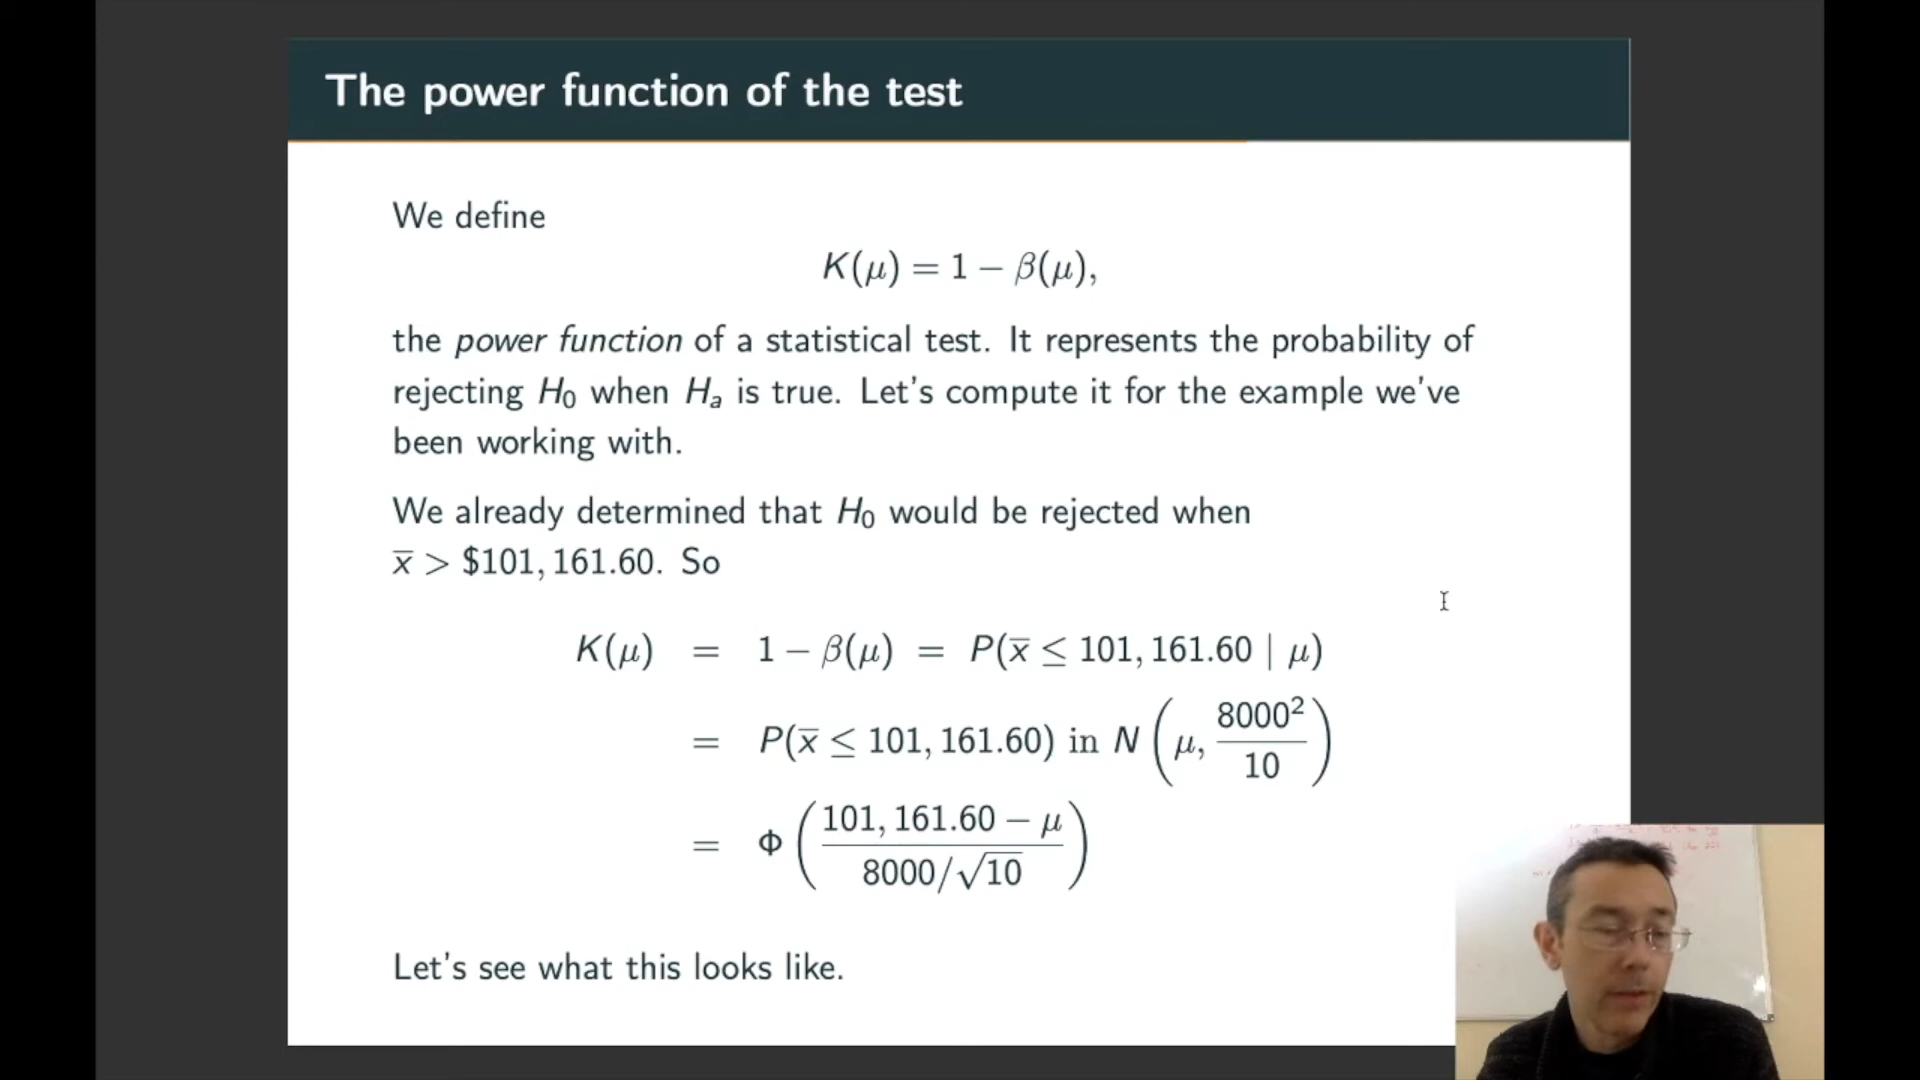 The power function of the test
We define
K(μ) = 1 − β(μ),
the power function of a statistical test. It represents the probability of
rejecting H₀ when Hₐ is true. Let's compute it for the example we've
been working with.
We already determined that H₀ would be rejected when
x̅ > $101, 161.60. So
K(μ) = 1 − β(μ) = P(x̅ ≤ 101, 161.60 | μ)
= P(x̅ ≤ 101, 161.60) in N(μ, 8000²/10)
= Φ((101, 161.60 − μ)/(8000/√10))
Let's see what this looks like.